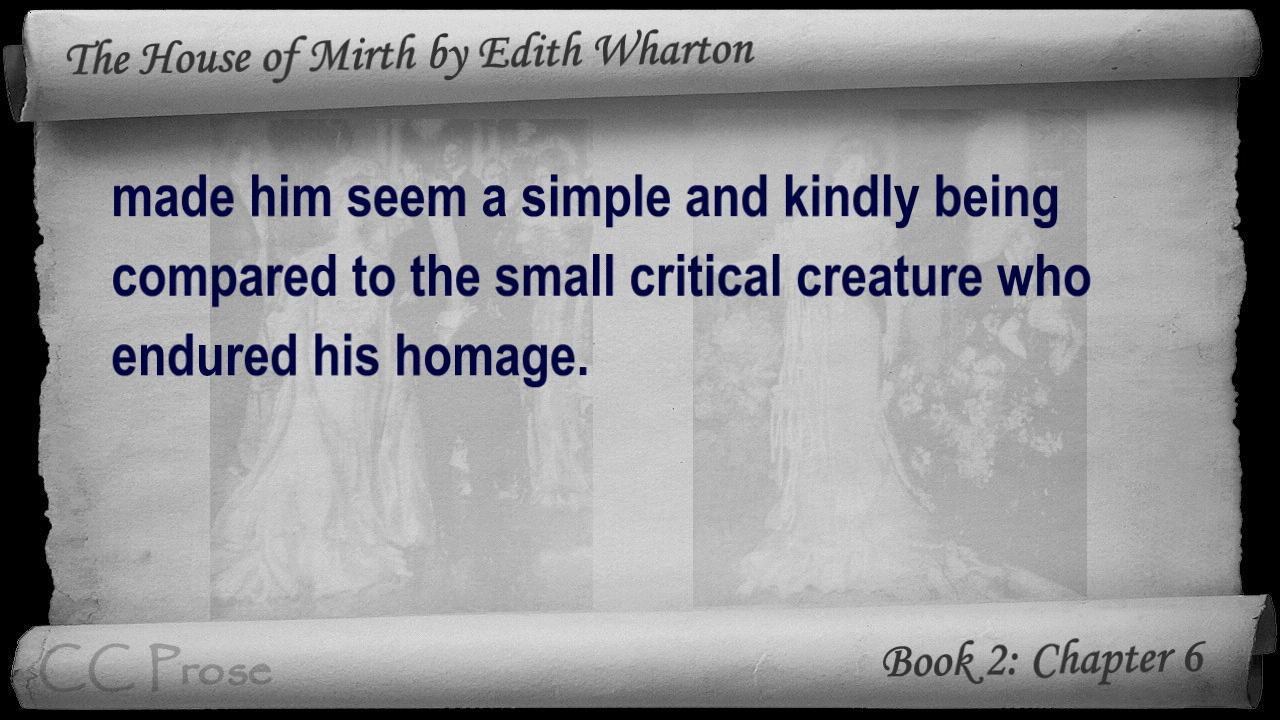 The House of Mirth by Edith Wharton
made him seem a simple and kindly being
compared to the small critical creature who
endured his homage.
CC Prose
Book 2: Chapter 6